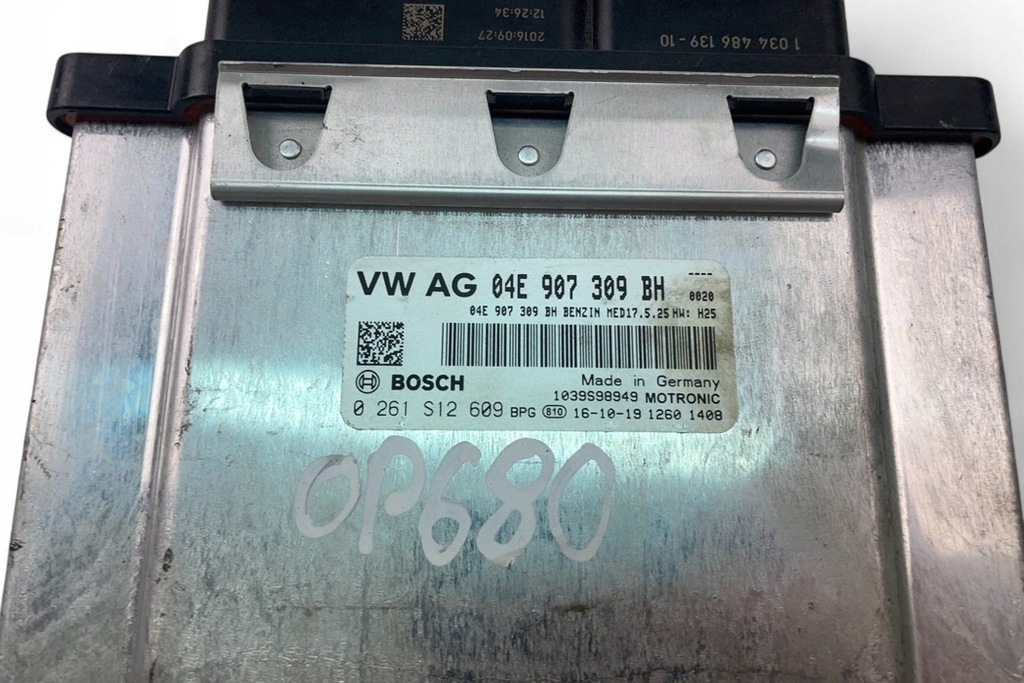 12:26:34
2016:09:27
1 034 486 139-10
VW AG 04E 907 309 BH ----
0020
04E 907 309 BH BENZIN MED17.5.25 HW: H25
BOSCH
Made in Germany
1039S98949 MOTRONIC
0 261 S12 609 BPG 810 16-10-19 1260 1408
OP680